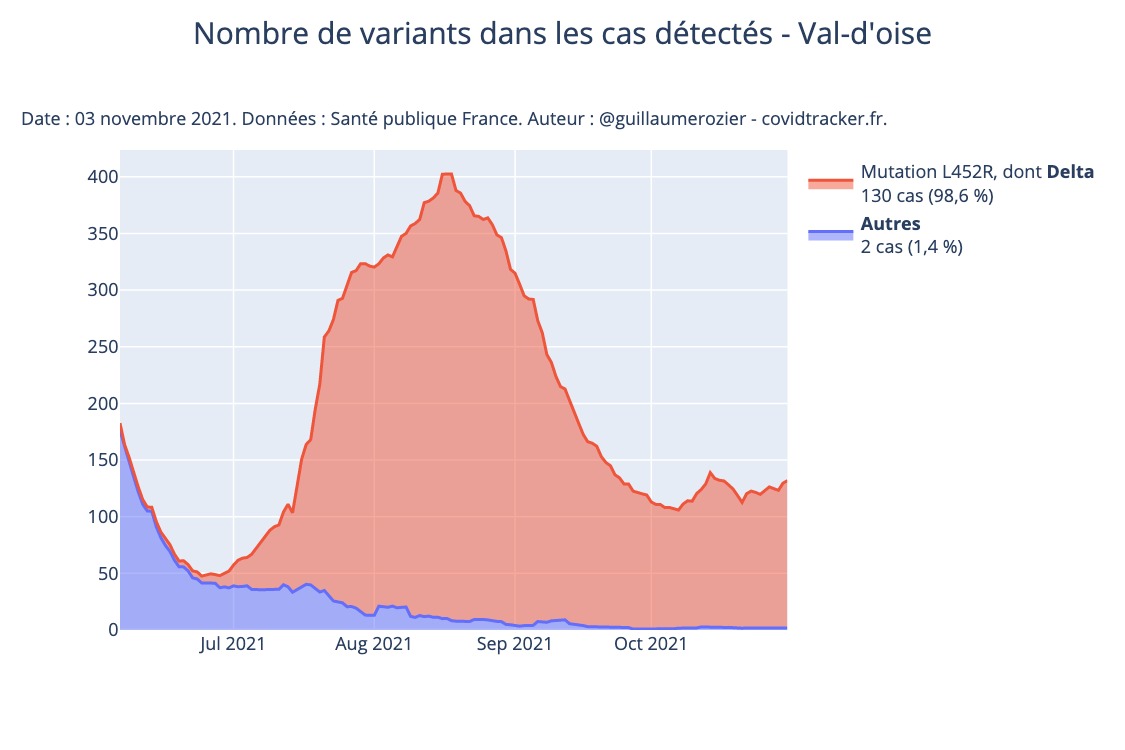 Nombre de variants dans les cas détectés - Val-d'oise
Date : 03 novembre 2021. Données : Santé publique France. Auteur : @guillaumerozier - covidtracker.fr.
400
350
300
250
200
150
100
50
0
Jul 2021
Aug 2021
Sep 2021
Oct 2021
Mutation L452R, dont Delta
130 cas (98,6 %)
Autres
2 cas (1,4 %)